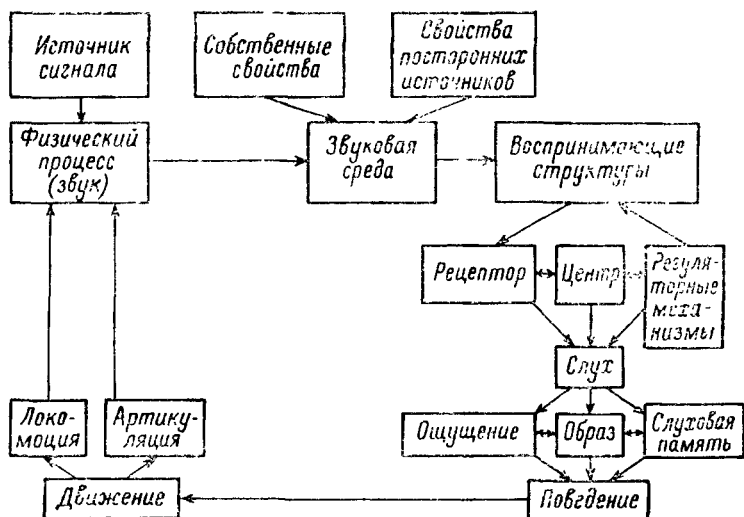 Источник
сигнала
Собственные
свойства
Свойства
посторонних
источников
Физический
процесс
(звук)
Звуковая
среда
Воспринимающие
структуры
Рецептор
Центр
Регуля-
торные
меха-
низмы
Слух
Локо-
моция
Артику-
ляция
Ощущение
Образ
Слуховая
память
Движение
Поведение